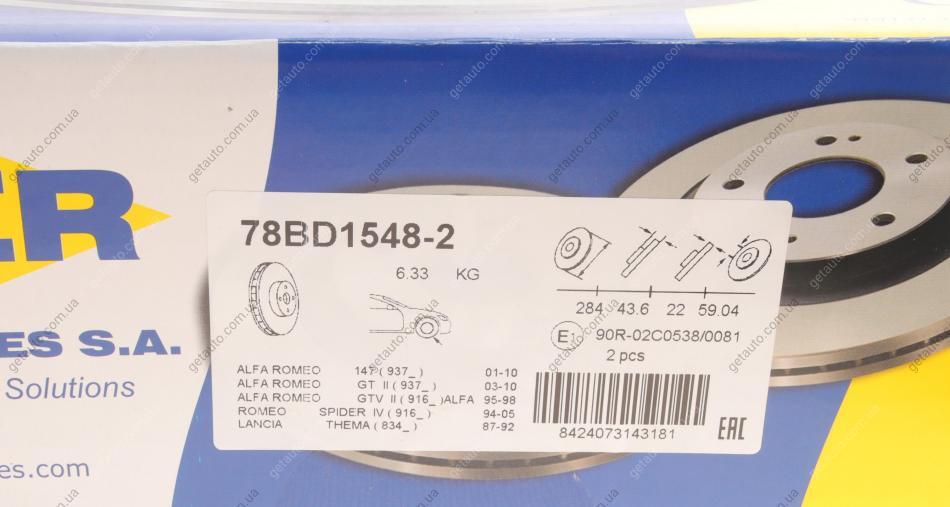 ER
ES S.A.
Solutions
es.com
78BD1548-2
6.33 KG
284 43.6 22 59.04
E1 90R-02C0538/0081
2 pcs
ALFA ROMEO 147 ( 937_ ) 01-10
ALFA ROMEO GT II ( 937_ ) 03-10
ALFA ROMEO GTV II ( 916_ )ALFA 95-98
ROMEO SPIDER IV ( 916_ ) 94-05
LANCIA THEMA ( 834_ ) 87-92
8424073143181
EAC
getauto.com.ua